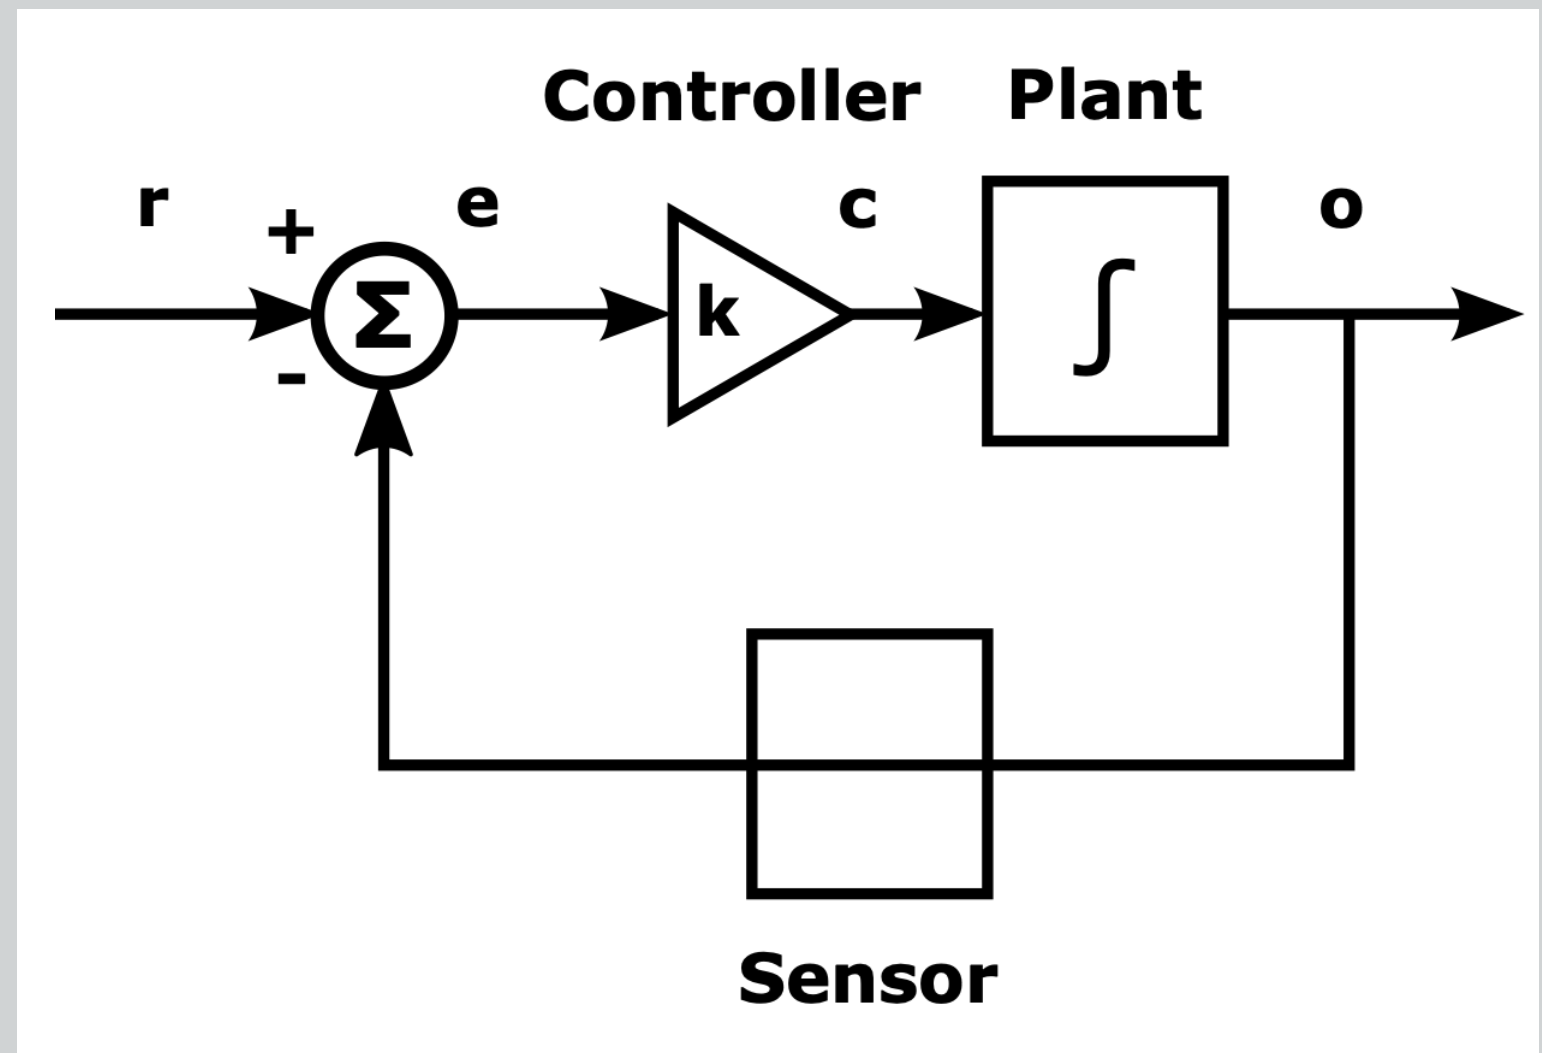 Controller Plant
r + e c o
Σ k ∫
-
Sensor